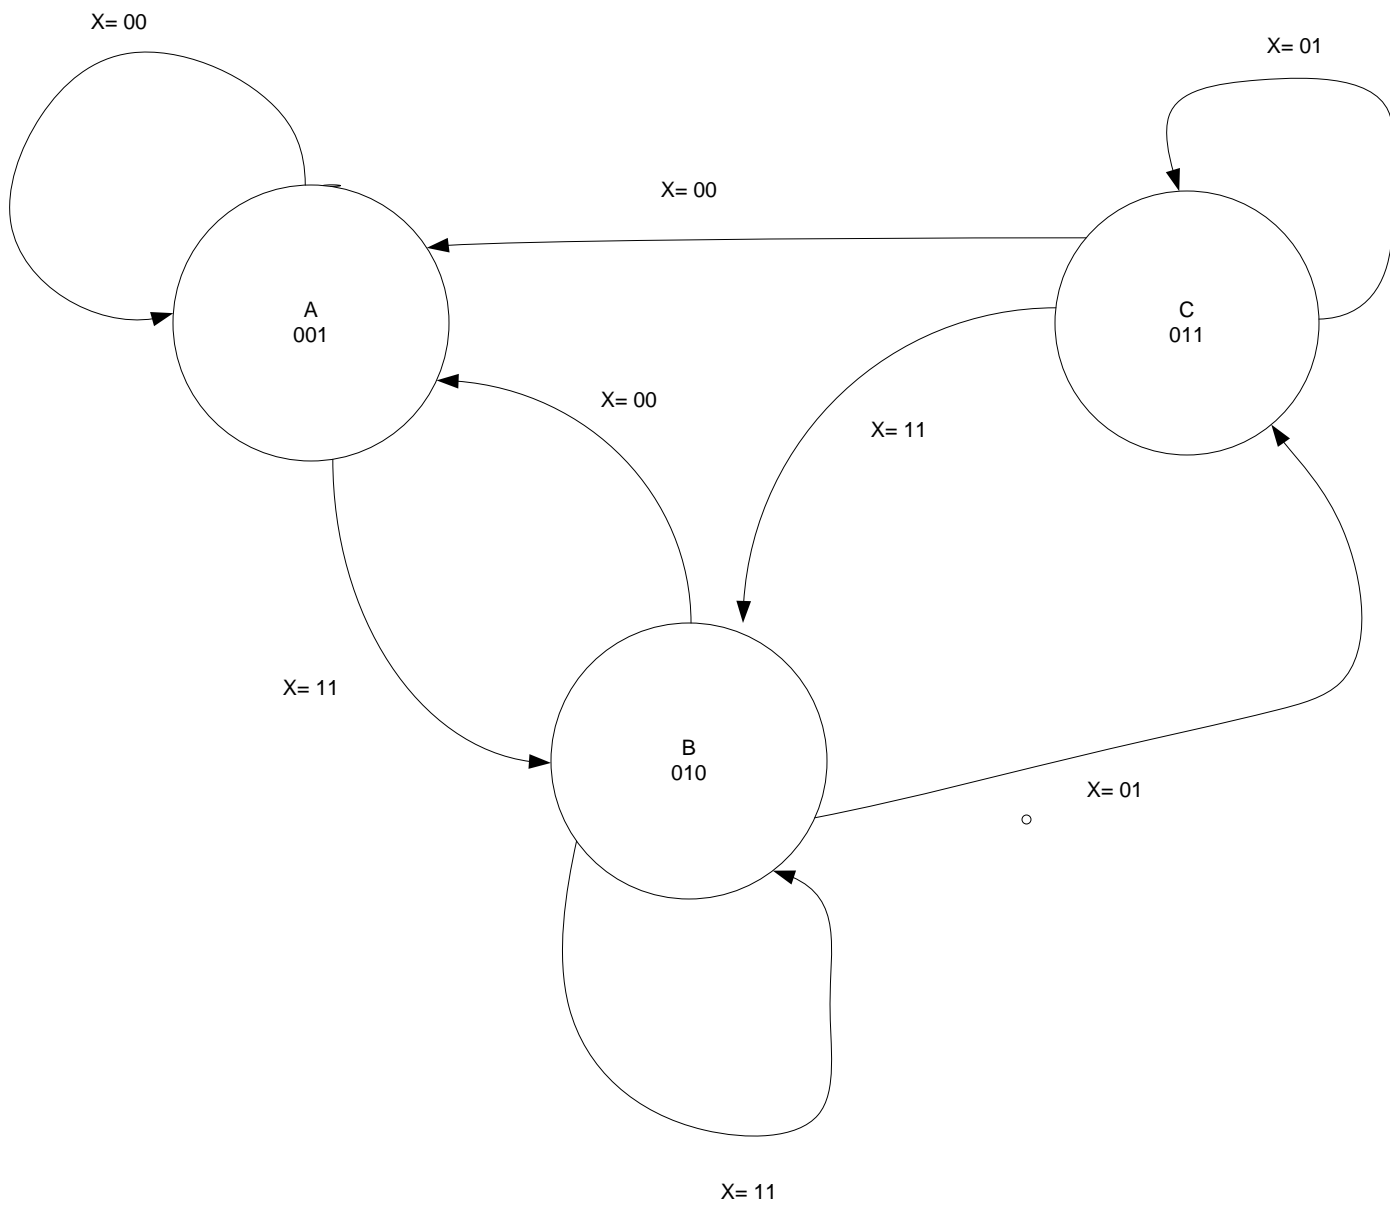 X= 00
X= 01
X= 00
A
001
C
011
X= 00
X= 11
X= 11
B
010
X= 01
X= 11